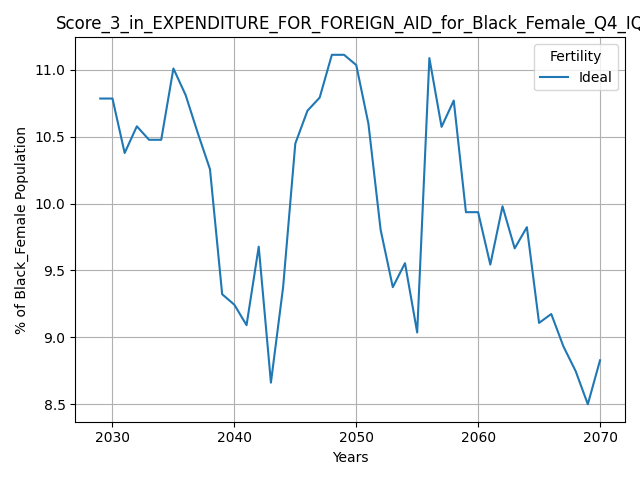 Score_3_in_EXPENDITURE_FOR_FOREIGN_AID_for_Black_Female_Q4_IQ
Fertility
Ideal
% of Black_Female Population
11.0
10.5
10.0
9.5
9.0
8.5
2030 2040 2050 2060 2070
Years